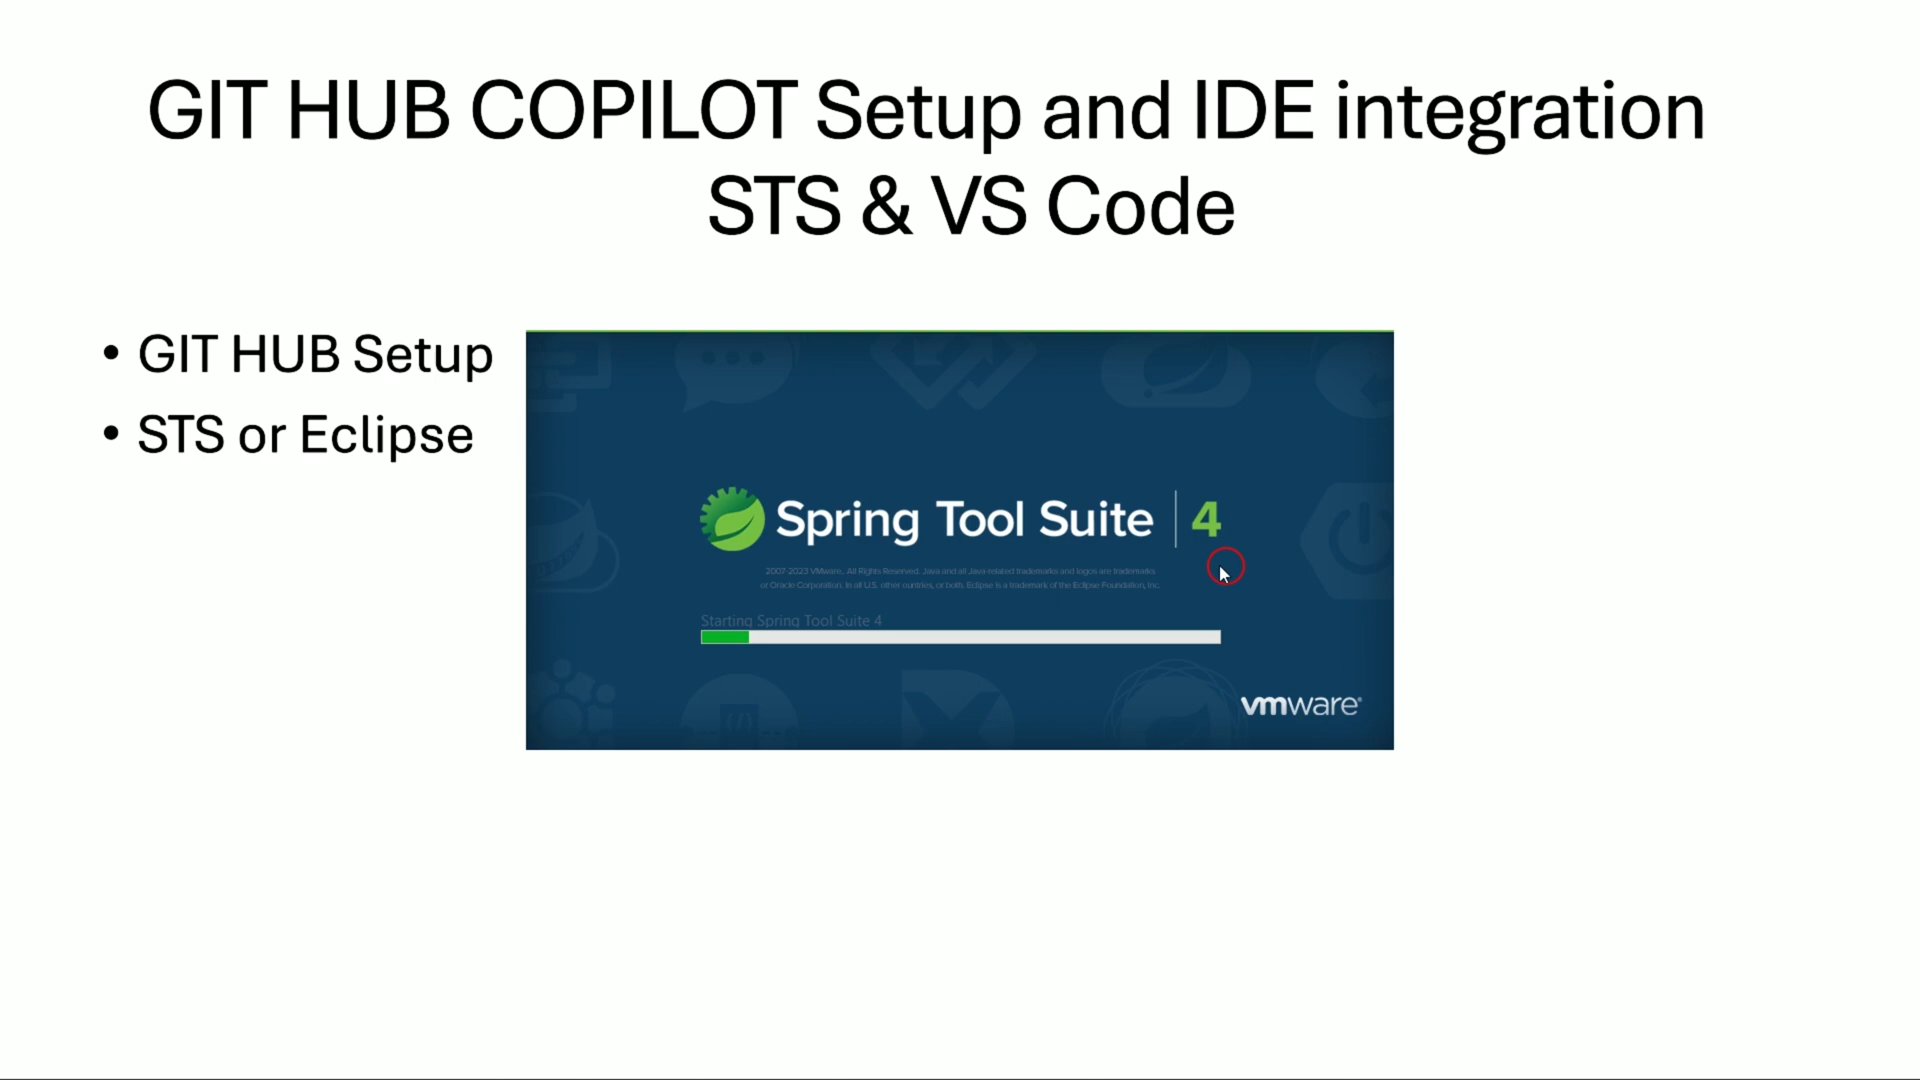 GIT HUB COPILOT Setup and IDE integration
STS & VS Code
• GIT HUB Setup
• STS or Eclipse
Spring Tool Suite | 4
2007-2023 VMware, All Rights Reserved. Java and all Java related trademarks and logos are trademarks
or Oracle Corporation. In all U.S. other ountries, or both. Eclipse is a trademark of the Eclipse Foundation, Inc.
Starting Spring Tool Suite 4
vmware®